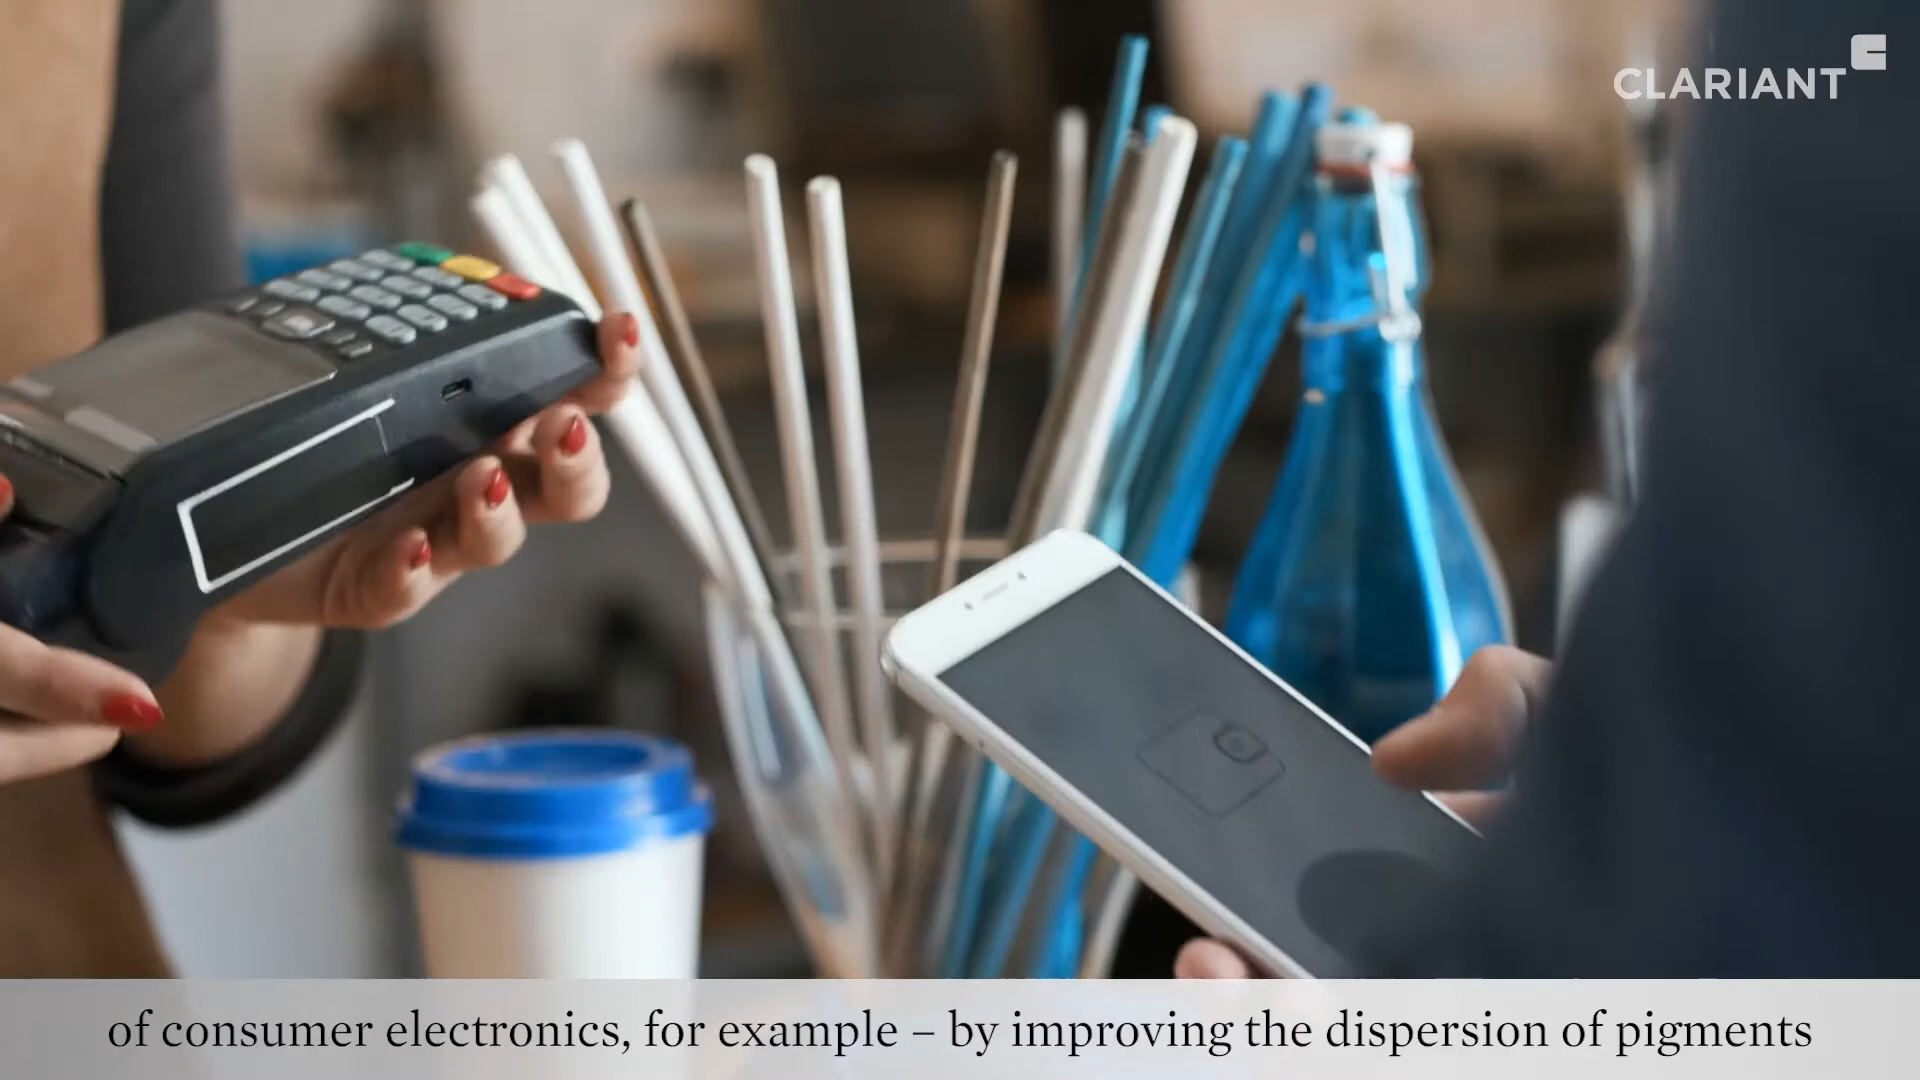 CLARIANT
of consumer electronics, for example – by improving the dispersion of pigments